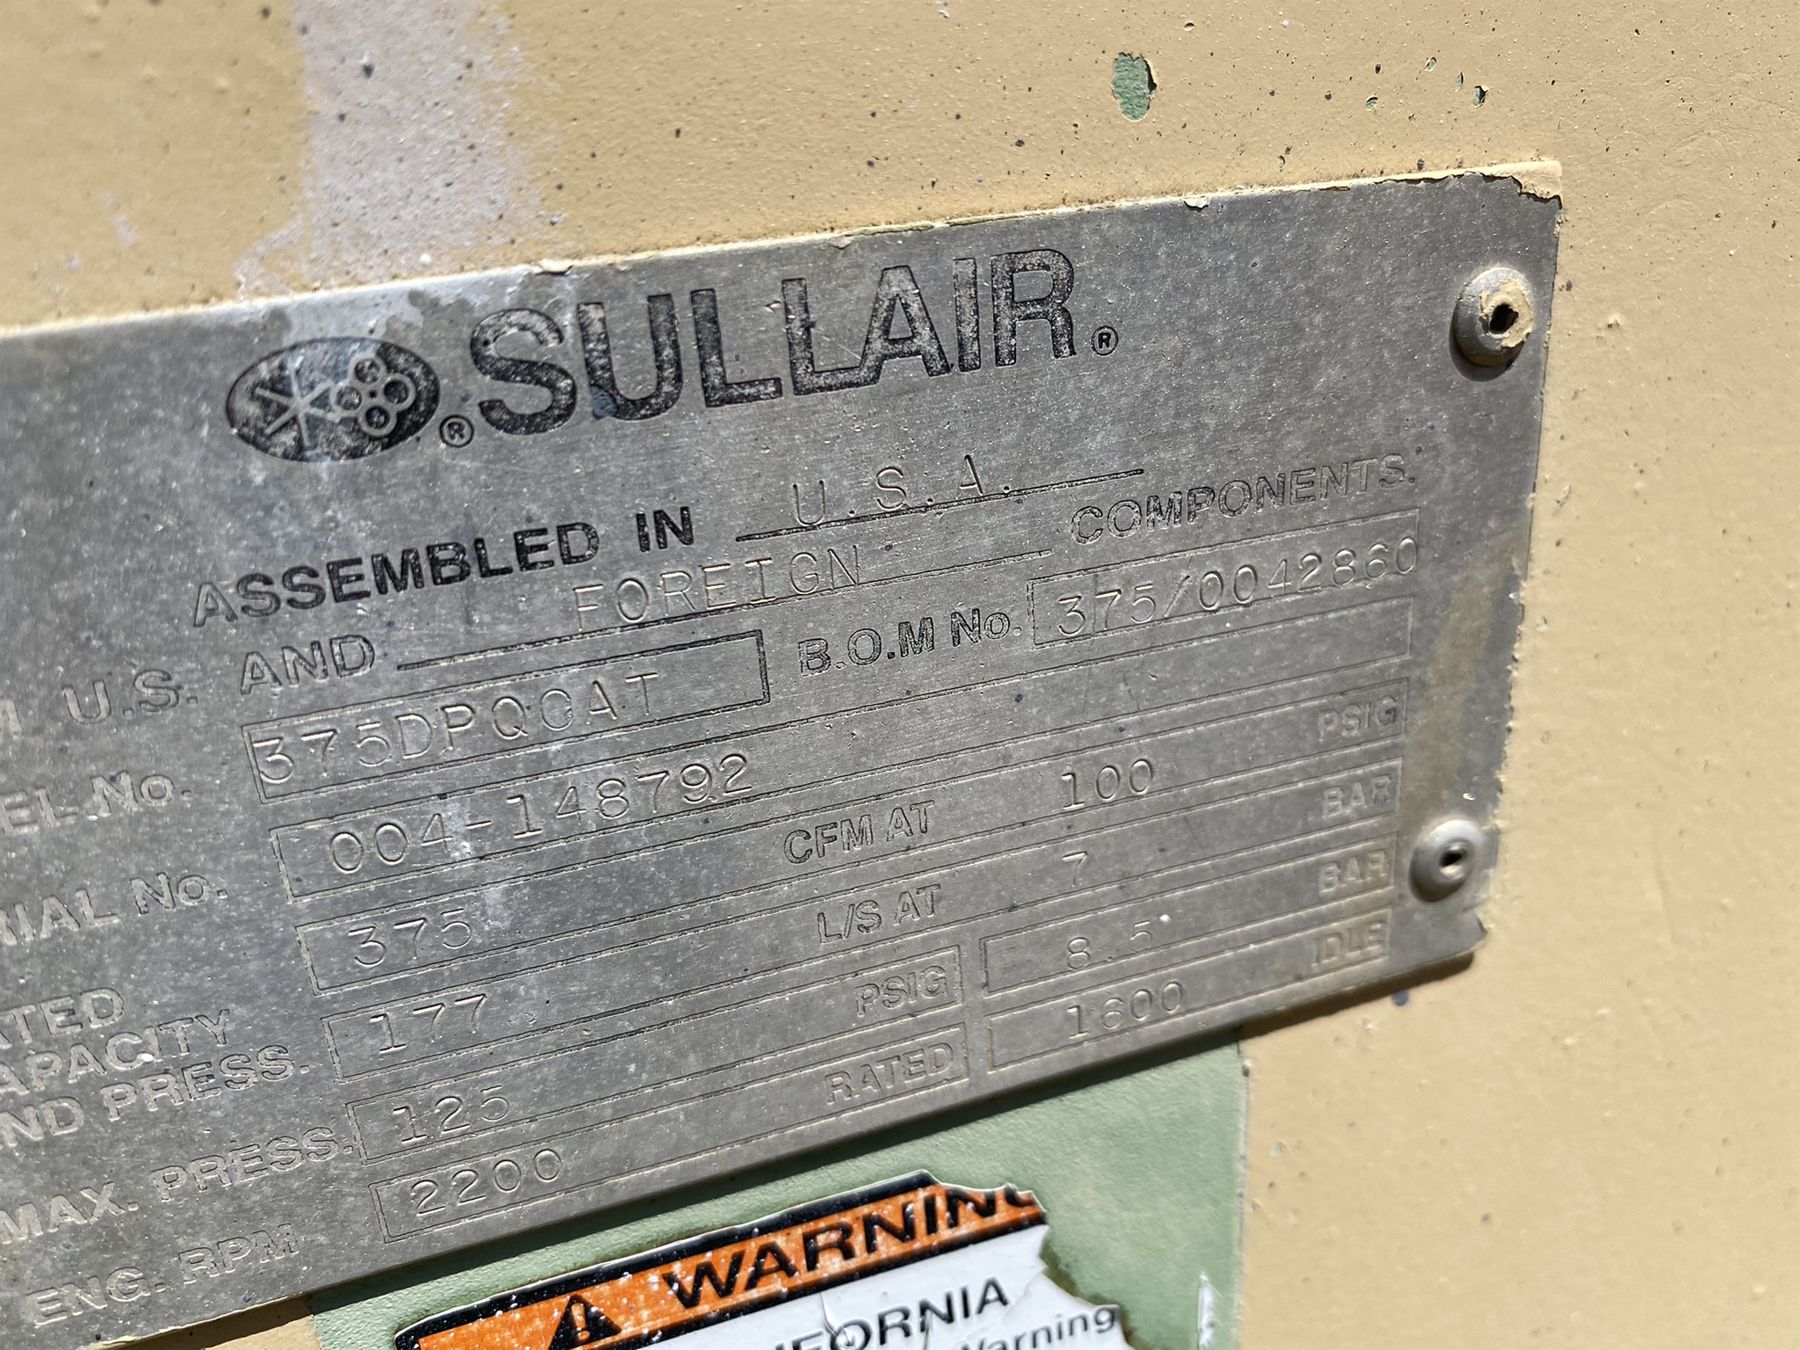 ® SULLAIR ®
ASSEMBLED IN U.S.A.
M U.S. AND FOREIGN COMPONENTS.
EL No. 375DPQCAT B.O.M No. 375/0042860
RIAL No. 004-148792
ATED
APACITY
ND PRESS.
375 CFM AT 100 PSIG
177 L/S AT 7 BAR
MAX. PRESS. 125 PSIG 8.5 BAR
ENG. RPM 2200 RATED 1600 IDLE
WARNING
IFORNIA
Warning